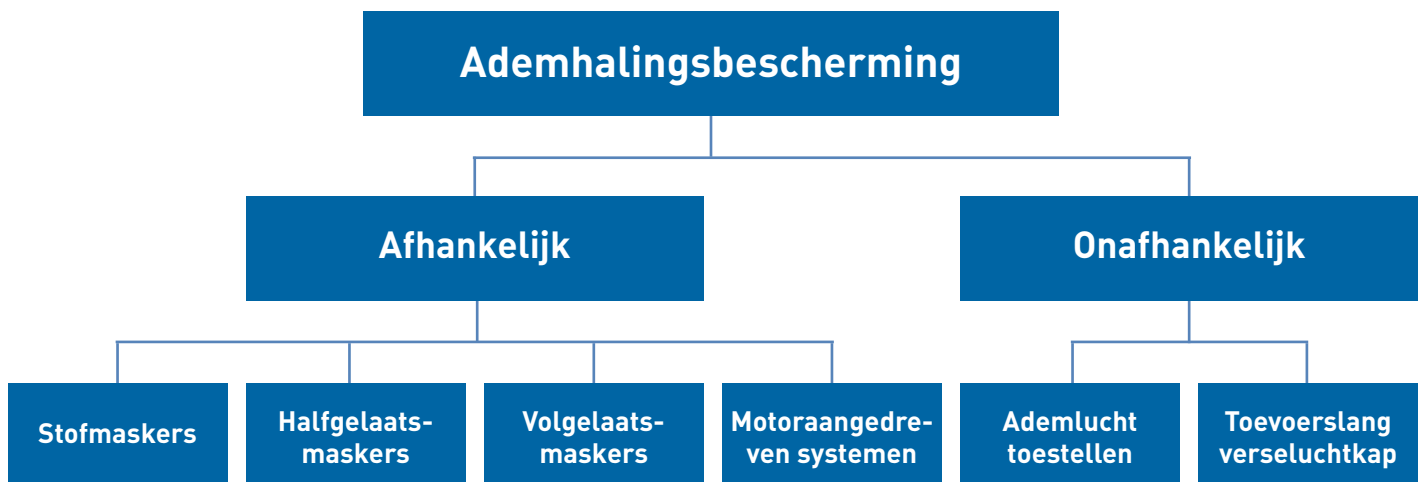 Ademhalingsbescherming
Afhankelijk
Onafhankelijk
Stofmaskers
Halfgelaats-
maskers
Volgelaats-
maskers
Motoraangedre-
ven systemen
Ademlucht
toestellen
Toevoerslang
verseluchtkap